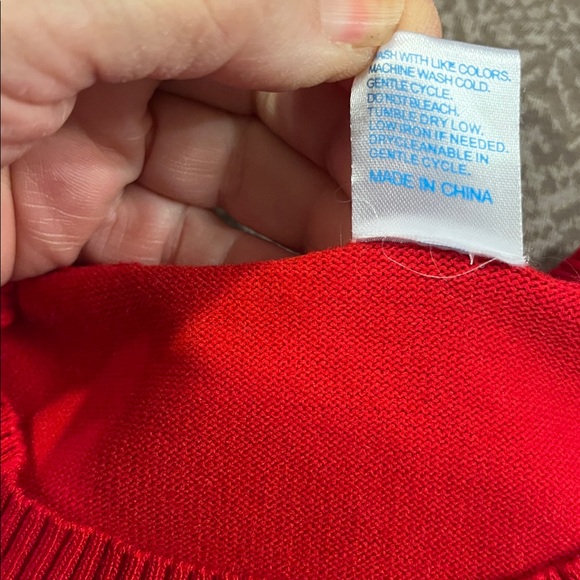 WASH WITH LIKE COLORS.
MACHINE WASH COLD.
GENTLE CYCLE.
DO NOT BLEACH.
TUMBLE DRY LOW.
LOW IRON IF NEEDED.
DRYCLEANABLE IN
GENTLE CYCLE.
MADE IN CHINA